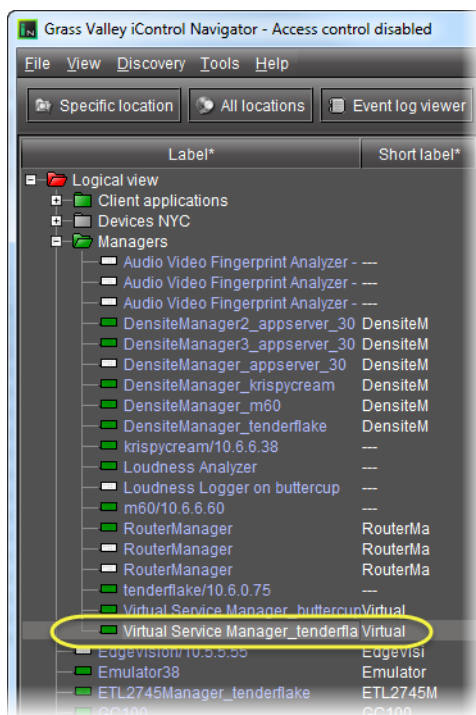 Grass Valley iControl Navigator - Access control disabled
File View Discovery Tools Help
Specific location All locations Event log viewer
Label* Short label*
Logical view
Client applications
Devices NYC
Managers
Audio Video Fingerprint Analyzer - ---
Audio Video Fingerprint Analyzer - ---
Audio Video Fingerprint Analyzer - ---
DensiteManager2_appserver_30 DensiteM
DensiteManager3_appserver_30 DensiteM
DensiteManager_appserver_30 DensiteM
DensiteManager_krispycream DensiteM
DensiteManager_m60 DensiteM
DensiteManager_tenderflake DensiteM
krispycream/10.6.6.38 ---
Loudness Analyzer ---
Loudness Logger on buttercup ---
m60/10.6.6.60 ---
RouterManager RouterMa
RouterManager RouterMa
RouterManager RouterMa
tenderflake/10.6.0.75 ---
Virtual Service Manager_buttercup Virtual
Virtual Service Manager_tenderfla Virtual
EdgeVision/10.5.5.55 EdgeVisi
Emulator38 Emulator
ETL2745Manager_tenderflake ETL2745M
GC100 GC100